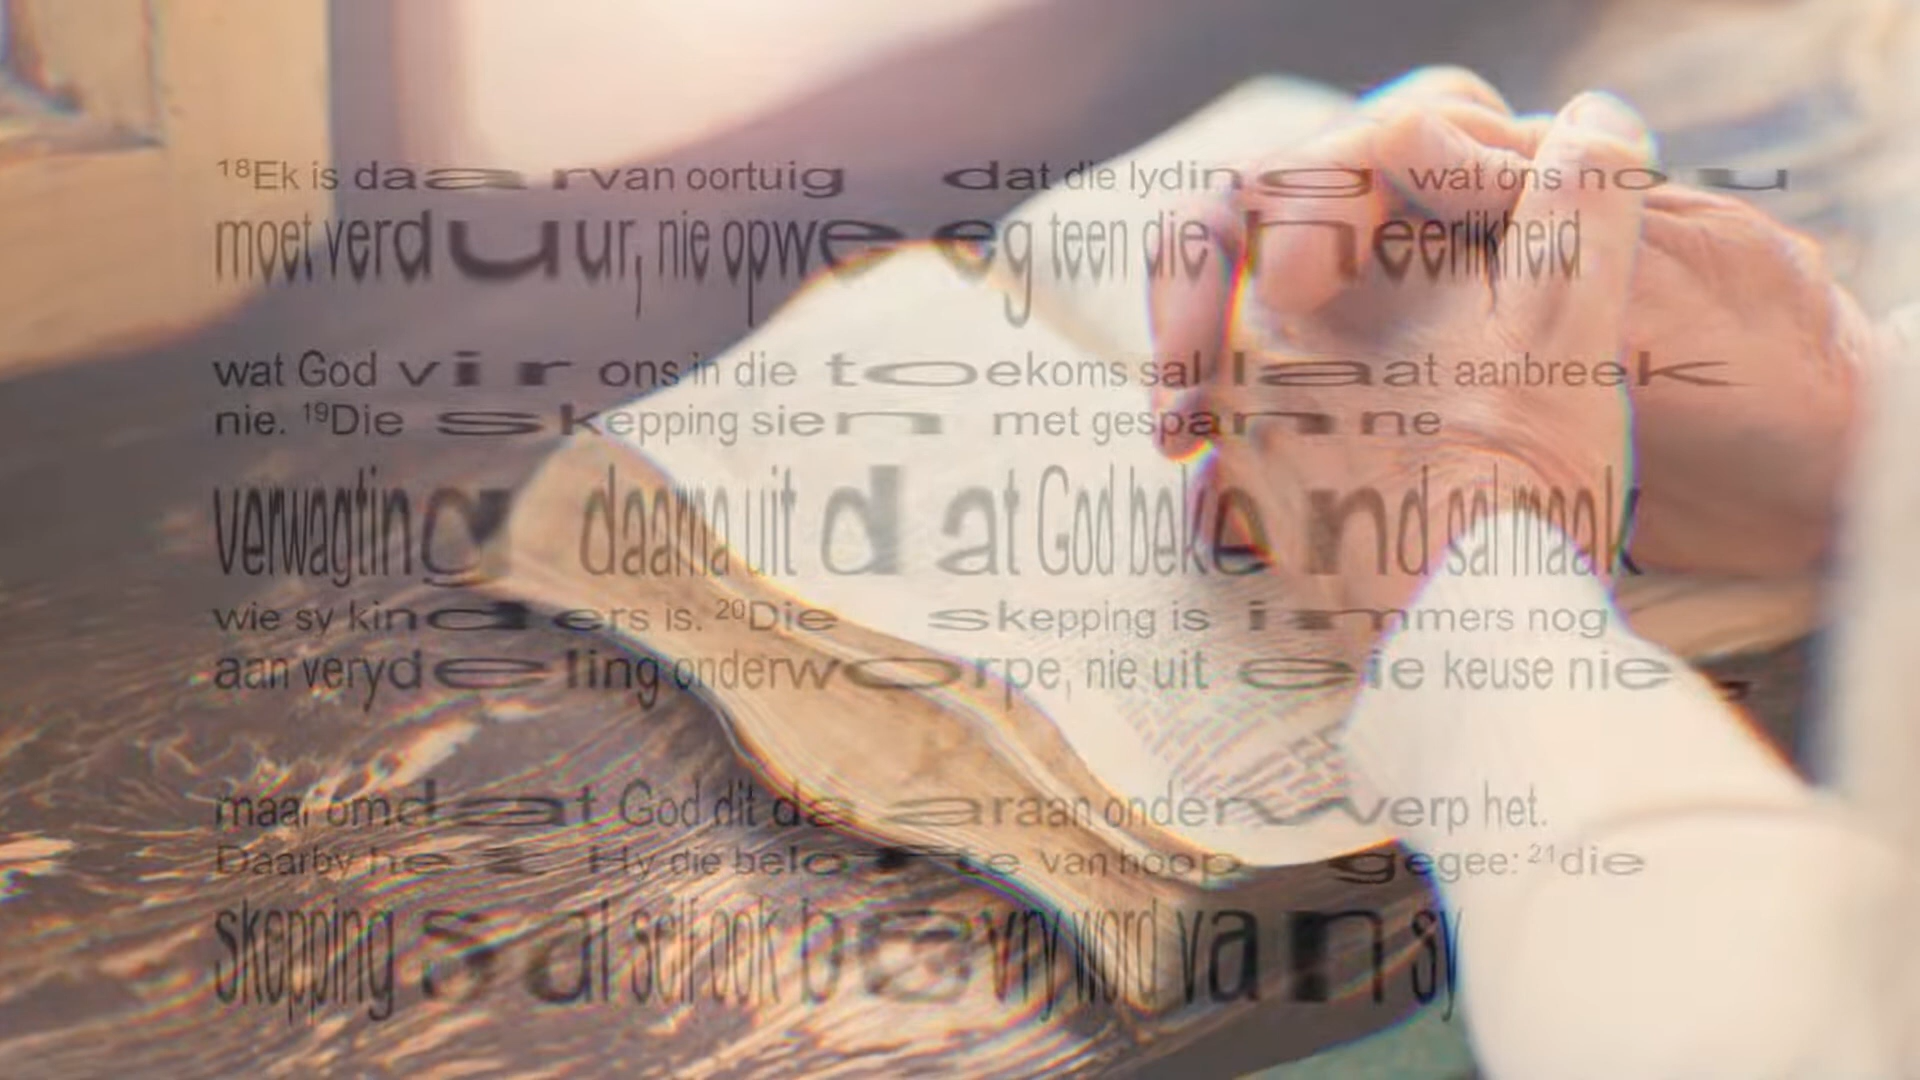 ¹⁸Ek is daarvan oortuig dat die lyding wat ons nou
moet verduur, nie opweeg teen die heerlikheid
wat God vir ons in die toekoms sal laat aanbreek
nie. ¹⁹Die skepping sien met gespanne
verwagting daarna uit dat God bekend sal maak
wie sy kinders is. ²⁰Die skepping is immers nog
aan verydeling onderworpe, nie uit eie keuse nie,
maar omdat God dit daaraan onderwerp het.
Daarby het Hy die belofte van hoop gegee: ²¹die
skepping sal self ook bevry word van sy